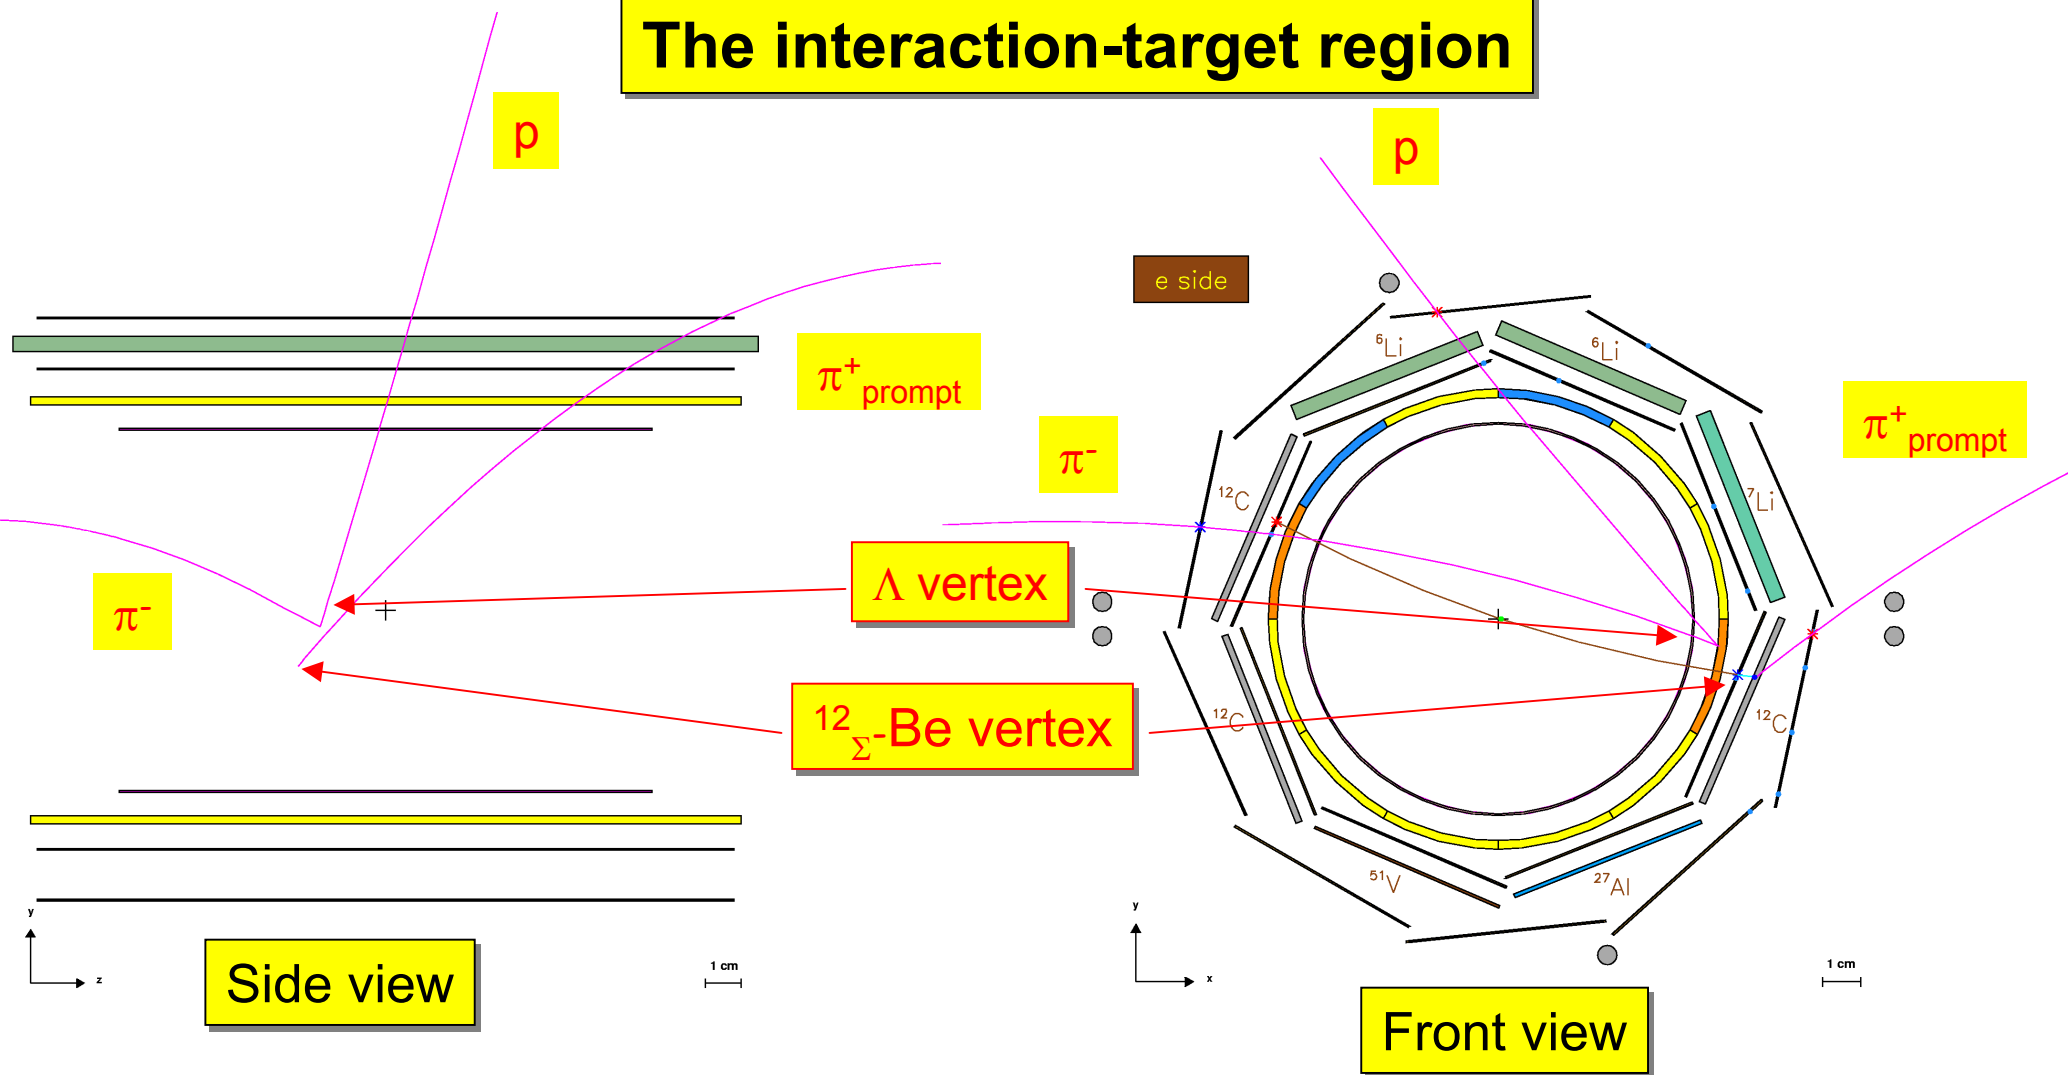 The interaction-target region
p
p
e side
⁶Li
⁶Li
π⁺prompt
π⁺prompt
π⁻
¹²C
⁷Li
Λ vertex
π⁻
¹²Σ⁻Be vertex
¹²C
¹²C
⁵¹V
²⁷Al
y
z
1 cm
y
x
1 cm
Side view
Front view